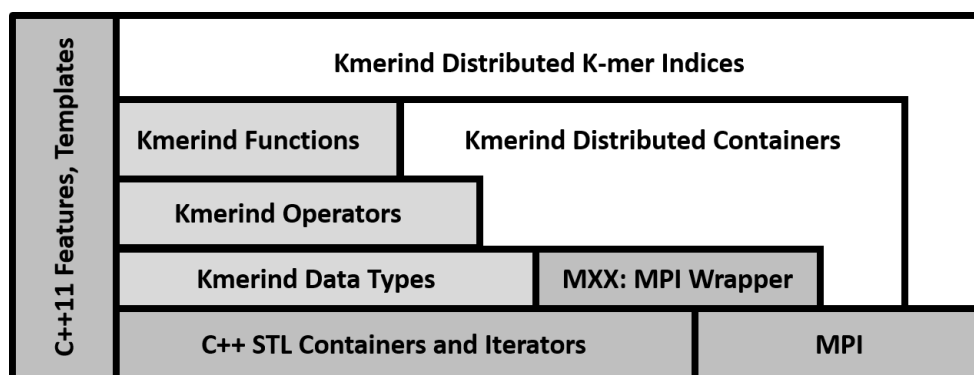 C++11 Features, Templates
Kmerind Distributed K-mer Indices
Kmerind Functions
Kmerind Distributed Containers
Kmerind Operators
Kmerind Data Types
MXX: MPI Wrapper
C++ STL Containers and Iterators
MPI